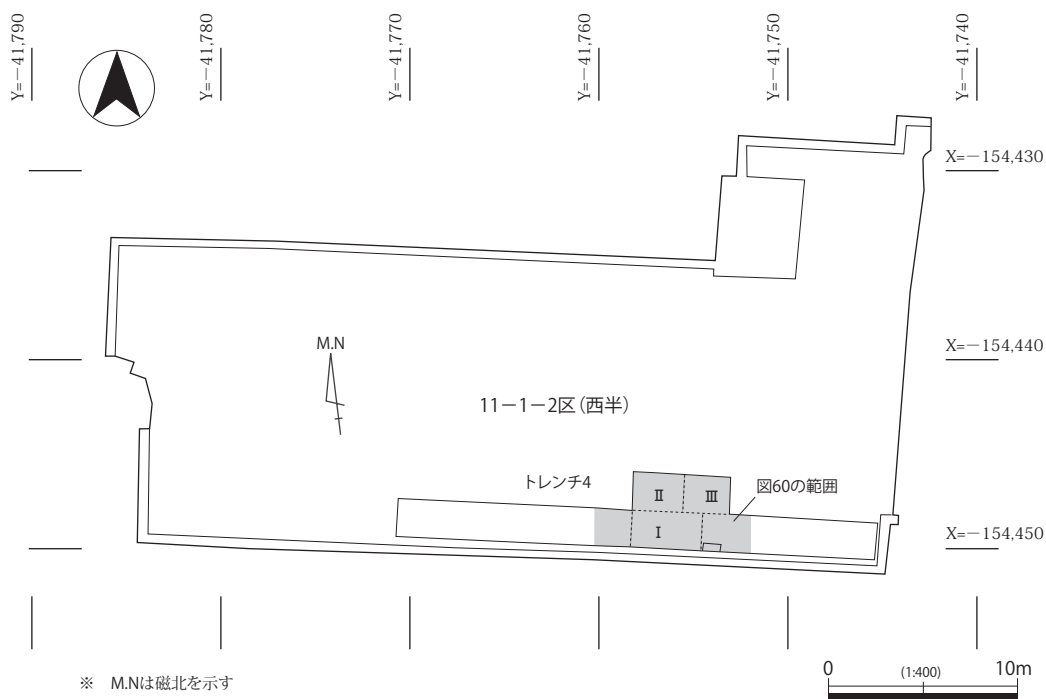 Y=－41,790
Y=－41,780
Y=－41,770
Y=－41,760
Y=－41,750
Y=－41,740
X=－154,430
M.N
X=－154,440
11－1－2区（西半）
トレンチ4
図60の範囲
Ⅱ
Ⅲ
Ⅰ
X=－154,450
※　M.Nは磁北を示す
0
(1:400)
10m